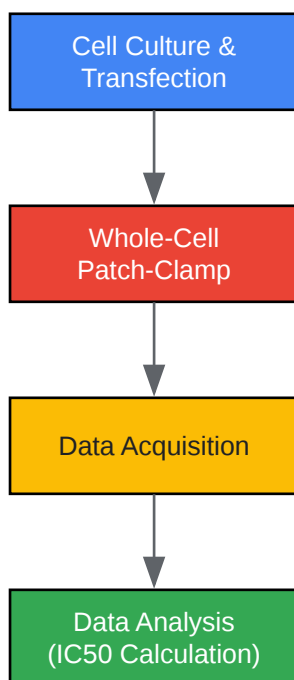 Cell Culture &
Transfection
Whole-Cell
Patch-Clamp
Data Acquisition
Data Analysis
(IC50 Calculation)